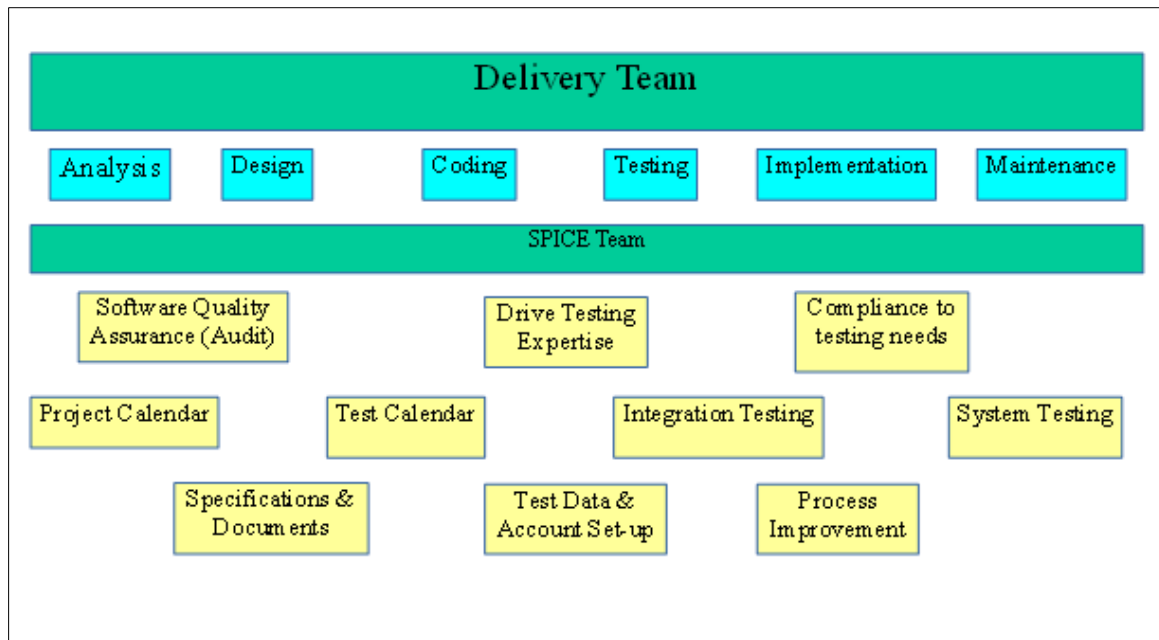 Delivery Team
Analysis
Design
Coding
Testing
Implementation
Maintenance
SPICE Team
Software Quality
Assurance (Audit)
Drive Testing
Expertise
Compliance to
testing needs
Project Calendar
Test Calendar
Integration Testing
System Testing
Specifications &
Documents
Test Data &
Account Set-up
Process
Improvement